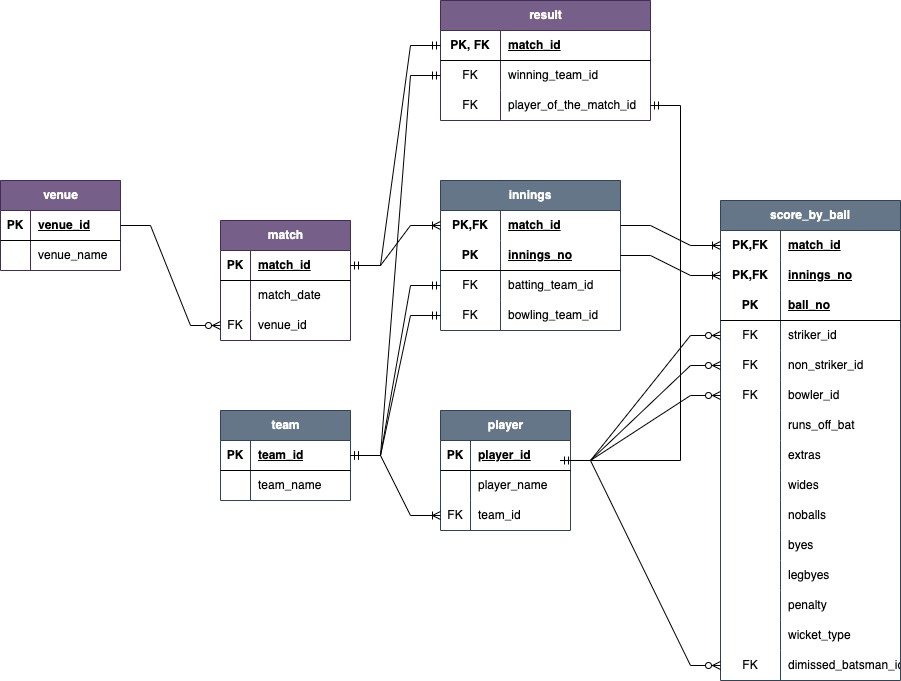 result
PK, FK match_id
FK winning_team_id
FK player_of_the_match_id
venue
PK venue_id
venue_name
match
PK match_id
match_date
FK venue_id
innings
PK,FK match_id
PK innings_no
FK batting_team_id
FK bowling_team_id
score_by_ball
PK,FK match_id
PK,FK innings_no
PK ball_no
FK striker_id
FK non_striker_id
FK bowler_id
runs_off_bat
extras
wides
noballs
byes
legbyes
penalty
wicket_type
FK dimissed_batsman_id
team
PK team_id
team_name
player
PK player_id
player_name
FK team_id